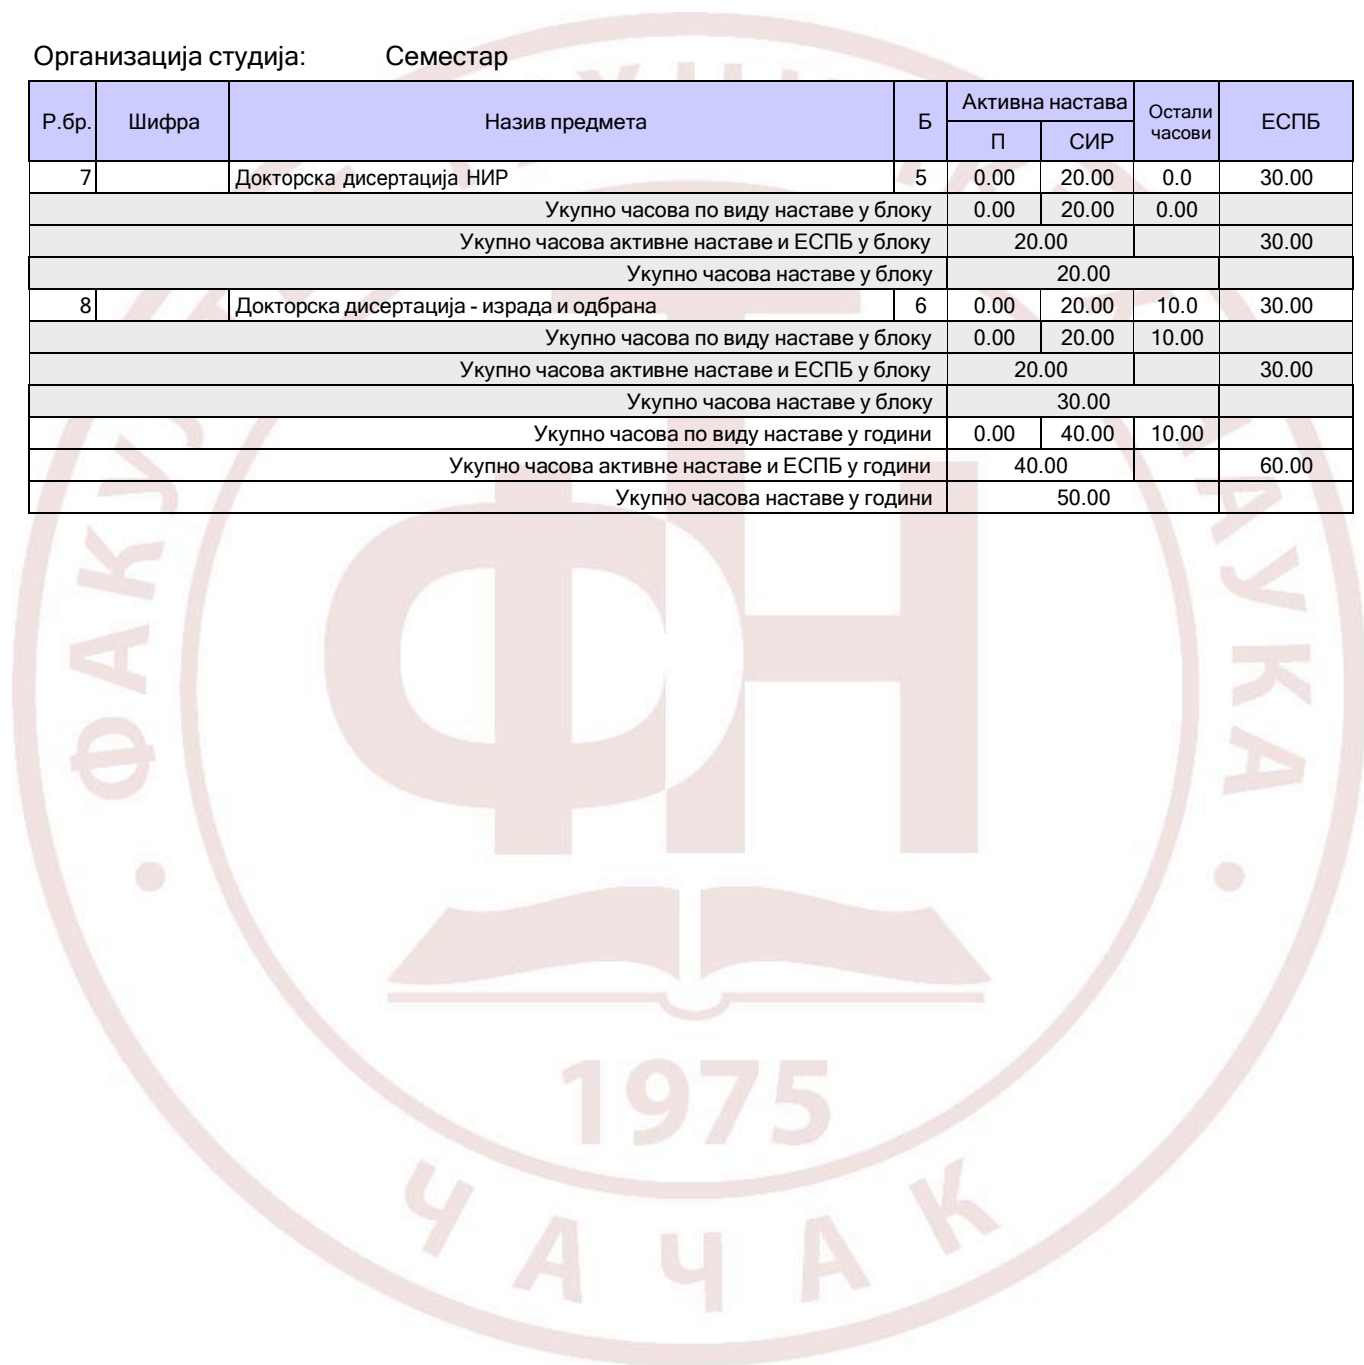 Организација студија: Семестар
Р.бр. Шифра Назив предмета Б Активна настава Остали часови ЕСПБ
П СИР
7 Докторска дисертација НИР 5 0.00 20.00 0.0 30.00
Укупно часова по виду наставе у блоку 0.00 20.00 0.00
Укупно часова активне наставе и ЕСПБ у блоку 20.00 30.00
Укупно часова наставе у блоку 20.00
8 Докторска дисертација - израда и одбрана 6 0.00 20.00 10.0 30.00
Укупно часова по виду наставе у блоку 0.00 20.00 10.00
Укупно часова активне наставе и ЕСПБ у блоку 20.00 30.00
Укупно часова наставе у блоку 30.00
Укупно часова по виду наставе у години 0.00 40.00 10.00
Укупно часова активне наставе и ЕСПБ у години 40.00 60.00
Укупно часова наставе у години 50.00
1975
ЧАЧАК